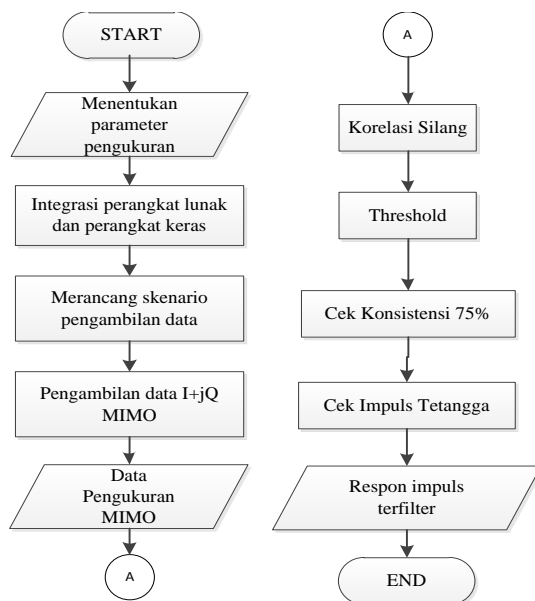 START
Menentukan
parameter
pengukuran
Integrasi perangkat lunak
dan perangkat keras
Merancang skenario
pengambilan data
Pengambilan data I+jQ
MIMO
Data
Pengukuran
MIMO
A
A
Korelasi Silang
Threshold
Cek Konsistensi 75%
Cek Impuls Tetangga
Respon impuls
terfilter
END